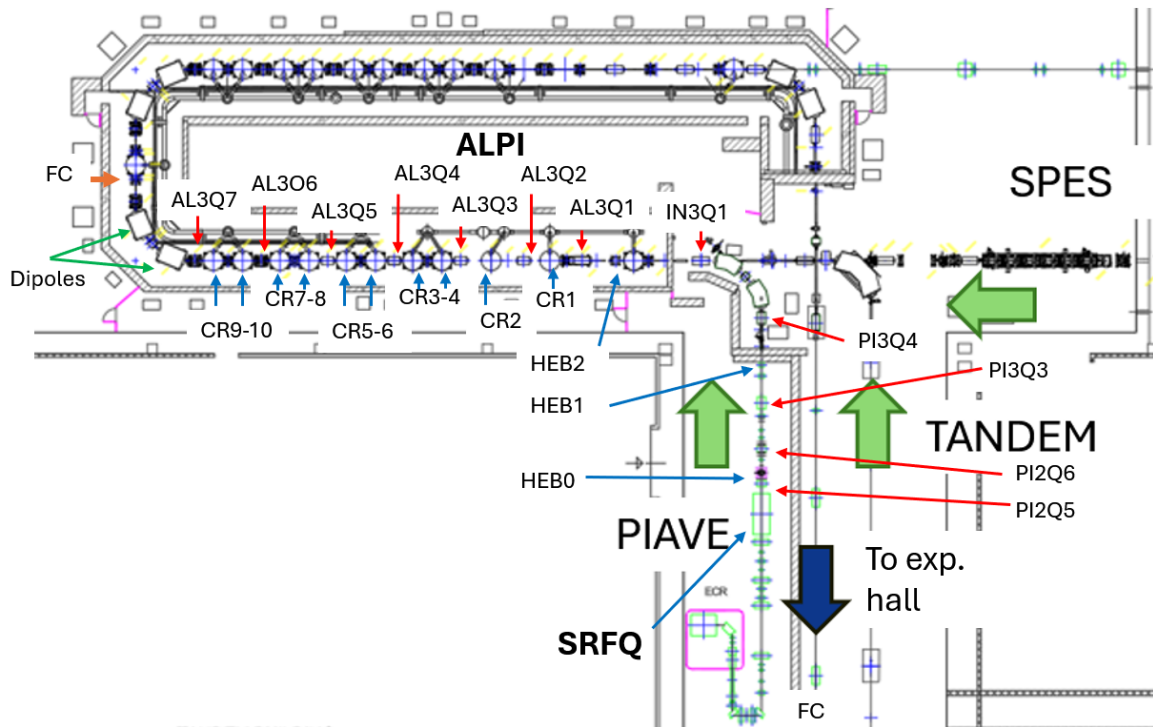 ALPI
FC
AL3Q7
AL3O6
AL3Q5
AL3Q4
AL3Q3
AL3Q2
AL3Q1
IN3Q1
SPES
Dipoles
CR9-10
CR7-8
CR5-6
CR3-4
CR2
CR1
HEB2
HEB1
HEB0
PI3Q4
PI3Q3
TANDEM
PI2Q6
PI2Q5
PIAVE
To exp.
hall
ECR
SRFQ
FC